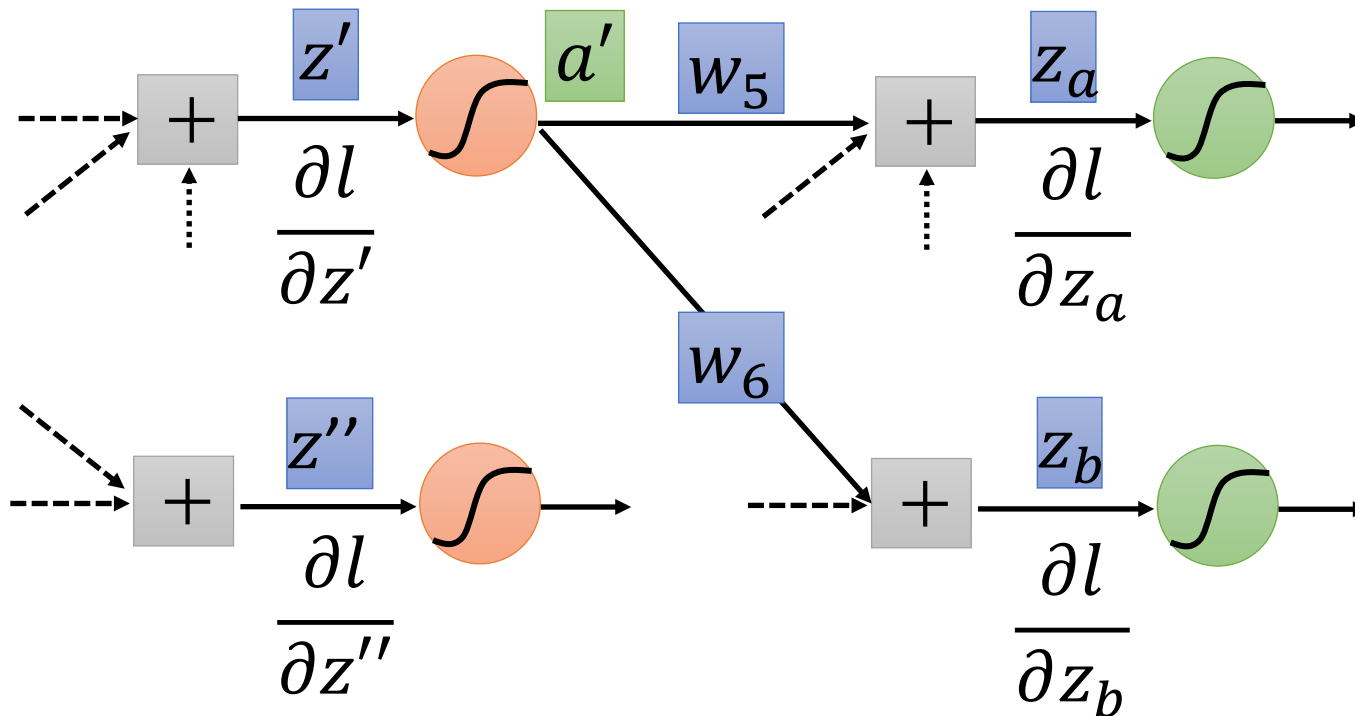 z′ a′ w₅ z_a
+ +
∂l/∂z′ ∂l/∂z_a
w₆
z′′ z_b
+ +
∂l/∂z′′ ∂l/∂z_b